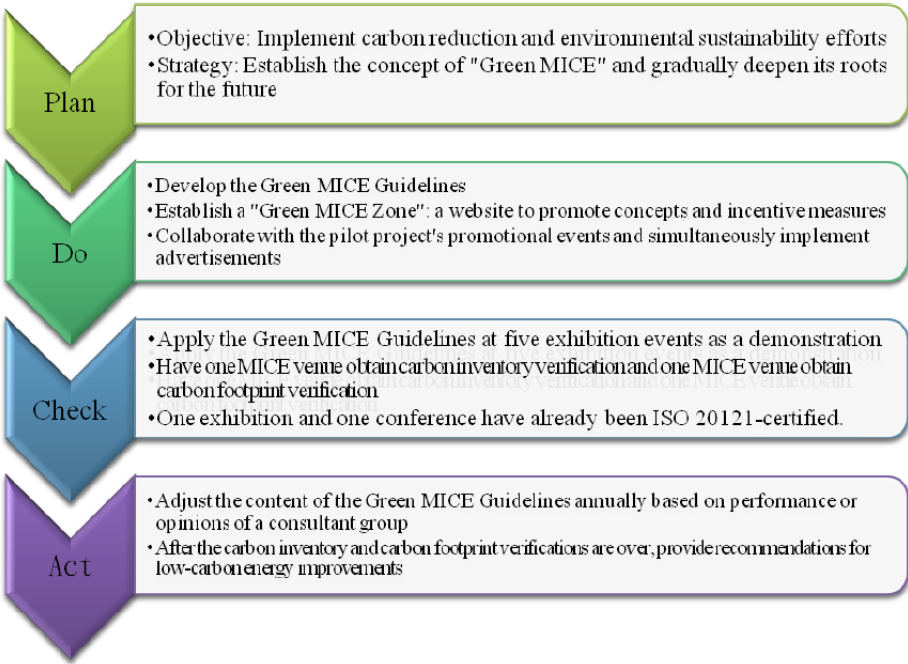 Plan
•Objective: Implement carbon reduction and environmental sustainability efforts
•Strategy: Establish the concept of "Green MICE" and gradually deepen its roots
for the future
Do
•Develop the Green MICE Guidelines
•Establish a "Green MICE Zone": a website to promote concepts and incentive measures
•Collaborate with the pilot project's promotional events and simultaneously implement
advertisements
Check
•Apply the Green MICE Guidelines at five exhibition events as a demonstration
•Have one MICE venue obtain carbon inventory verification and one MICE venue obtain
carbon footprint verification
•One exhibition and one conference have already been ISO 20121-certified.
Act
•Adjust the content of the Green MICE Guidelines annually based on performance or
opinions of a consultant group
•After the carbon inventory and carbon footprint verifications are over, provide recommendations for
low-carbon energy improvements